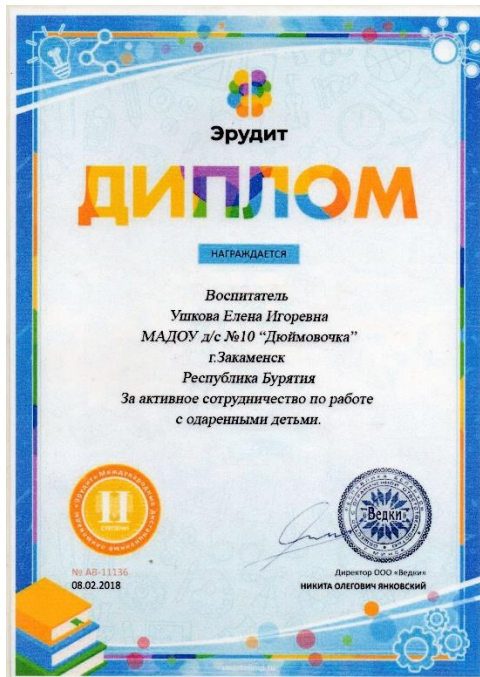 Эрудит
ДИПЛОМ
НАГРАЖДАЕТСЯ
Воспитатель
Ушкова Елена Игоревна
МАДОУ д/с №10 “Дюймовочка”
г.Закаменск
Республика Бурятия
За активное сотрудничество по работе
с одаренными детьми.
II
СТЕПЕНИ
«Ведки»
№ АВ-11136
08.02.2018
Директор ООО «Ведки»
НИКИТА ОЛЕГОВИЧ ЯНКОВСКИЙ